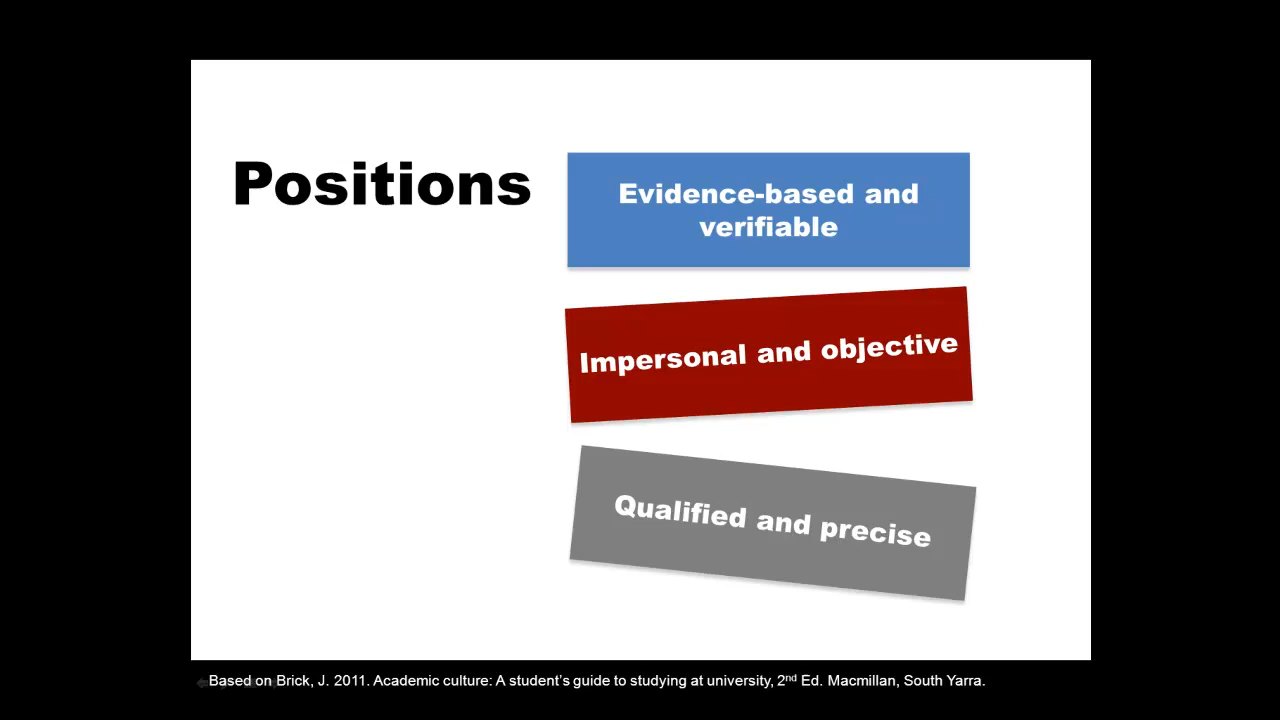 Positions
Evidence-based and
verifiable
Impersonal and objective
Qualified and precise
Based on Brick, J. 2011. Academic culture: A student’s guide to studying at university, 2nd Ed. Macmillan, South Yarra.